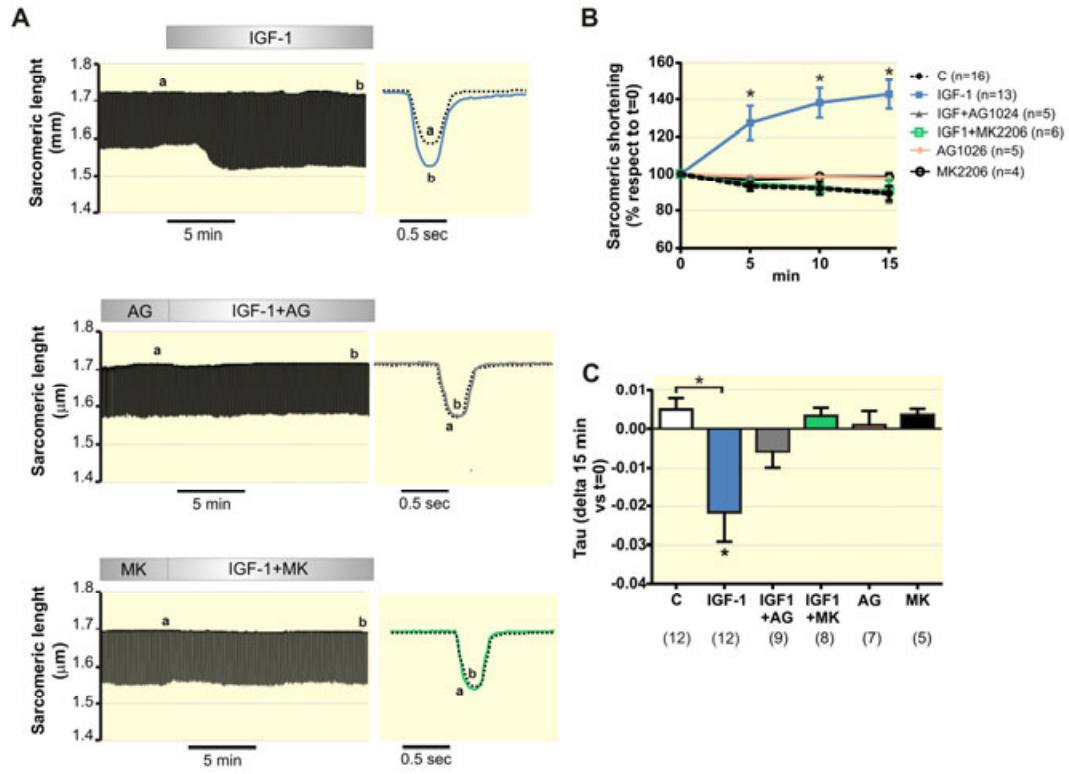 A
IGF-1
1.8
1.7
1.6
1.5
1.4
Sarcomeric lenght
(mm)
a
b
a
b
5 min
0.5 sec
AG
IGF-1+AG
1.8
1.7
1.6
1.5
1.4
Sarcomeric lenght
(µm)
a
b
b
a
5 min
0.5 sec
MK
IGF-1+MK
1.8
1.7
1.6
1.5
1.4
Sarcomeric lenght
(µm)
a
b
b
a
5 min
0.5 sec
B
160
140
120
100
80
60
Sarcomeric shortening
(% respect to t=0)
*
*
*
0
5
10
15
min
C (n=16)
IGF-1 (n=13)
IGF+AG1024 (n=5)
IGF1+MK2206 (n=6)
AG1026 (n=5)
MK2206 (n=4)
C
0.01
0.00
-0.01
-0.02
-0.03
-0.04
Tau (delta 15 min
vs t=0)
*
*
C
IGF-1
IGF1
+AG
IGF1
+MK
AG
MK
(12)
(12)
(9)
(8)
(7)
(5)